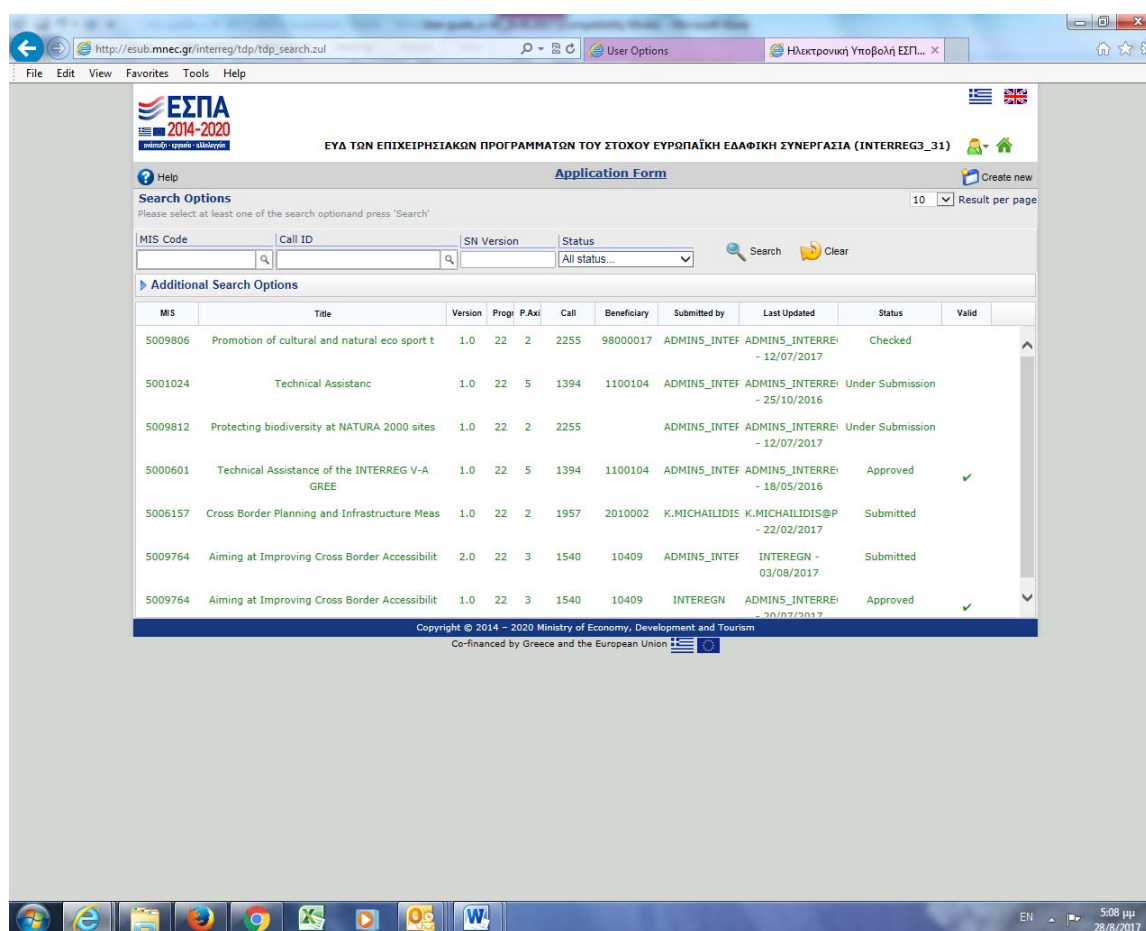 http://esub.mnec.gr/interreg/tdp/tdp_search.zul
User Options
Ηλεκτρονική Υποβολή ΕΣΠ...
File Edit View Favorites Tools Help
ΕΣΠΑ
2014-2020
ανάπτυξη - εργασία - αλληλεγγύη
ΕΥΔ ΤΩΝ ΕΠΙΧΕΙΡΗΣΙΑΚΩΝ ΠΡΟΓΡΑΜΜΑΤΩΝ ΤΟΥ ΣΤΟΧΟΥ ΕΥΡΩΠΑΪΚΗ ΕΔΑΦΙΚΗ ΣΥΝΕΡΓΑΣΙΑ (INTERREG3_31)
Help Application Form Create new
Search Options 10 Result per page
Please select at least one of the search optionand press 'Search'
MIS Code Call ID SN Version Status
All status... Search Clear
Additional Search Options
MIS Title Version Progr P.Axi Call Beneficiary Submitted by Last Updated Status Valid
5009806 Promotion of cultural and natural eco sport t 1.0 22 2 2255 98000017 ADMIN5_INTER ADMIN5_INTERRE Checked
- 12/07/2017
5001024 Technical Assistanc 1.0 22 5 1394 1100104 ADMIN5_INTER ADMIN5_INTERRE Under Submission
- 25/10/2016
5009812 Protecting biodiversity at NATURA 2000 sites 1.0 22 2 2255 ADMIN5_INTER ADMIN5_INTERRE Under Submission
- 12/07/2017
5000601 Technical Assistance of the INTERREG V-A 1.0 22 5 1394 1100104 ADMIN5_INTER ADMIN5_INTERRE Approved
GREE - 18/05/2016
5006157 Cross Border Planning and Infrastructure Meas 1.0 22 2 1957 2010002 K.MICHAILIDIS K.MICHAILIDIS@P Submitted
- 22/02/2017
5009764 Aiming at Improving Cross Border Accessibilit 2.0 22 3 1540 10409 ADMIN5_INTER INTEREGN - Submitted
03/08/2017
5009764 Aiming at Improving Cross Border Accessibilit 1.0 22 3 1540 10409 INTEREGN ADMIN5_INTERRE Approved
- 20/07/2017
Copyright © 2014 – 2020 Ministry of Economy, Development and Tourism
Co-financed by Greece and the European Union
EN 5:08 μμ
28/8/2017